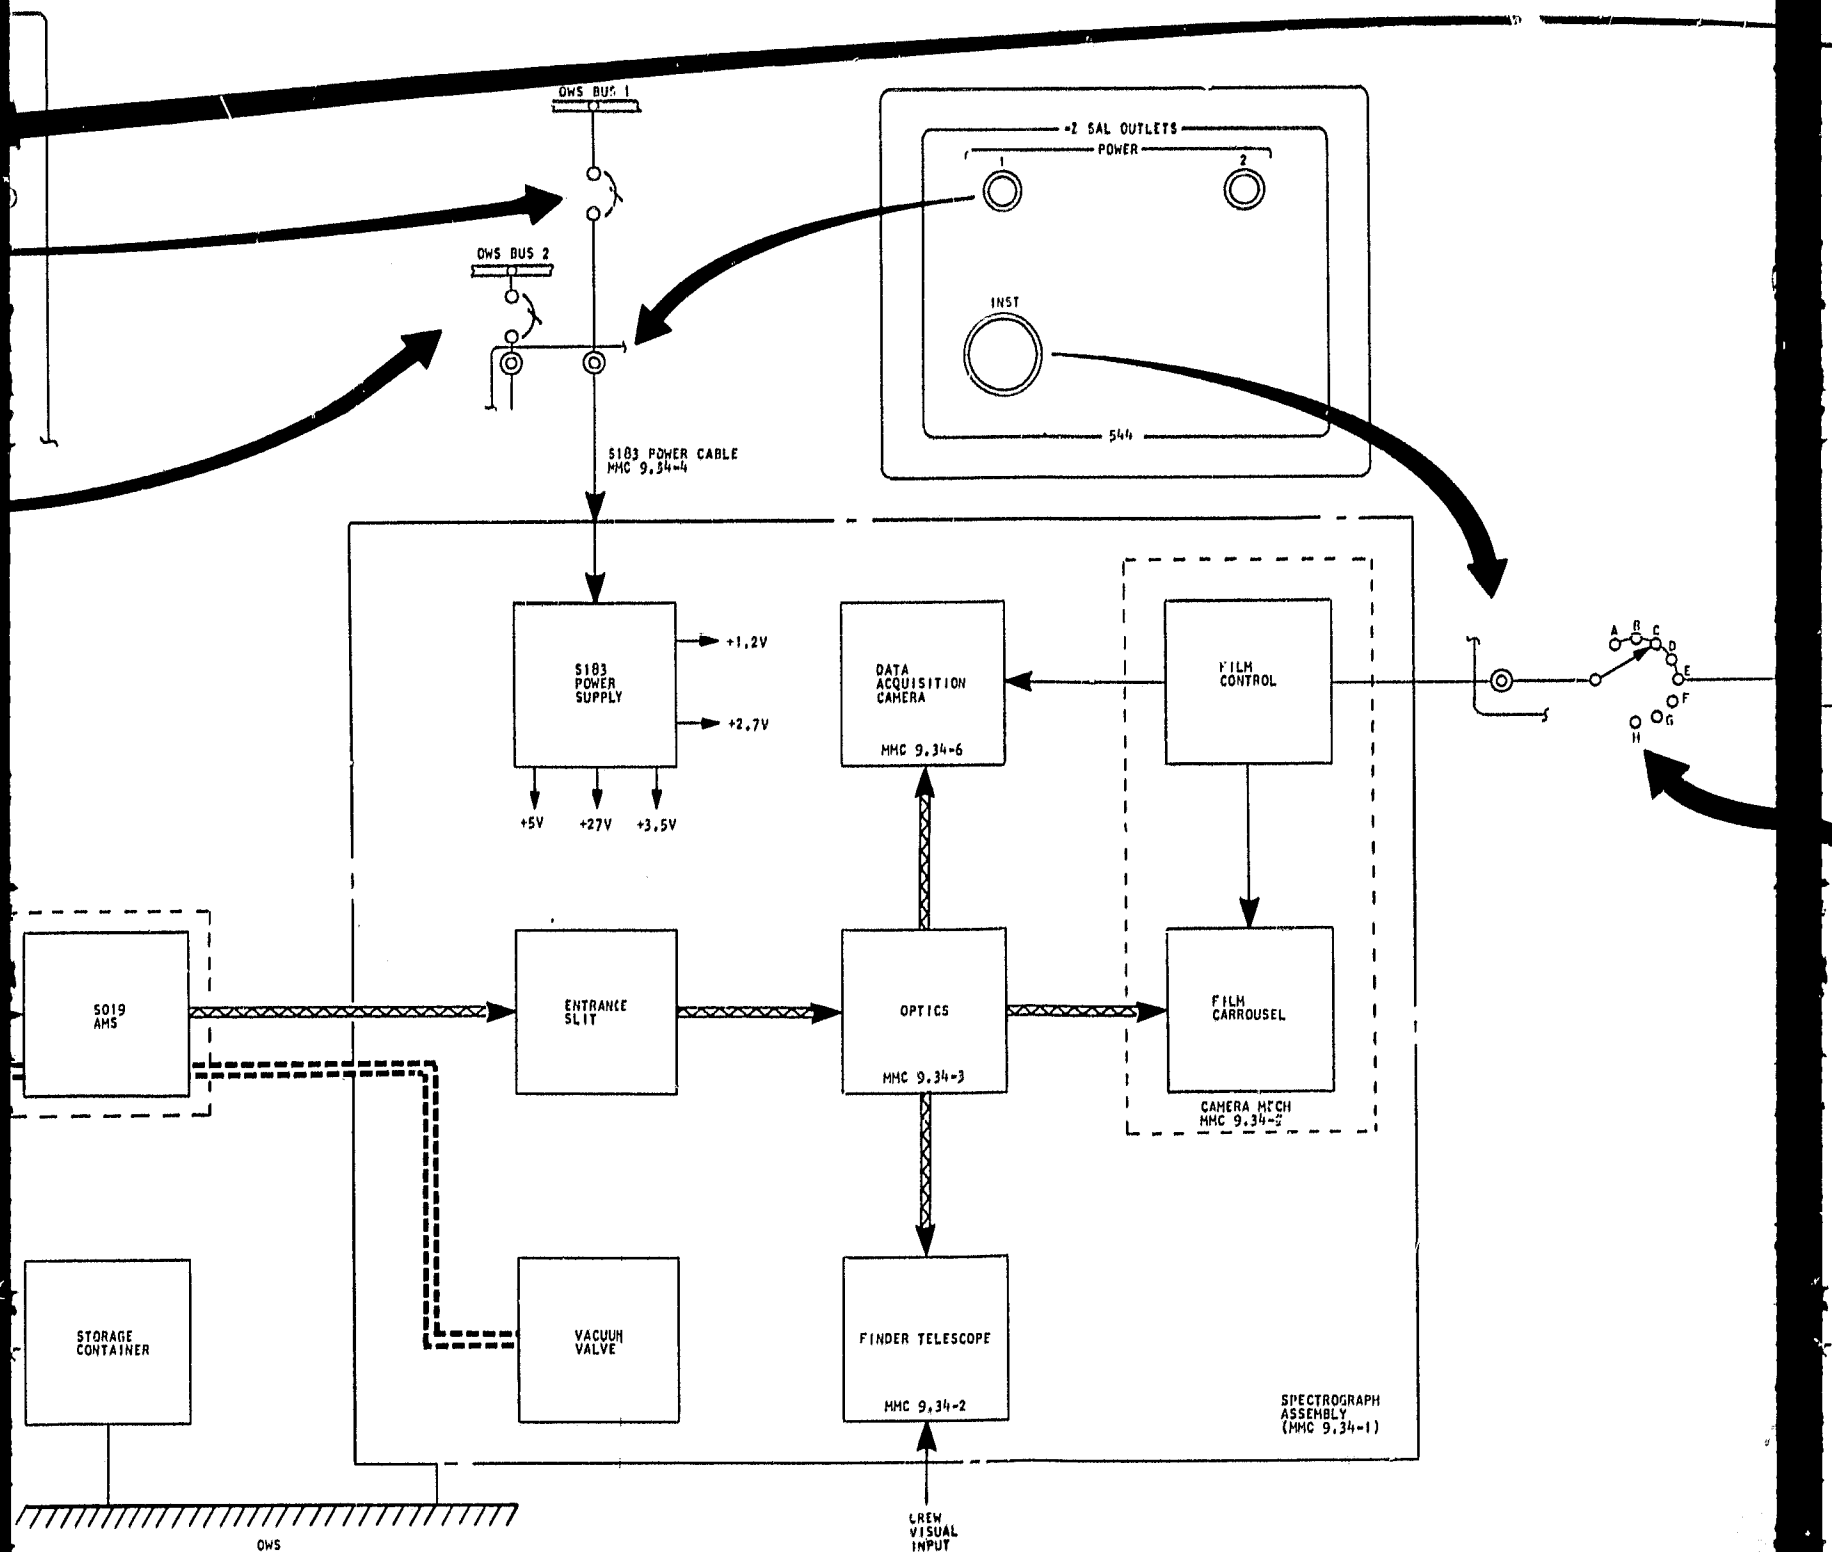 OWS BUS 1
-Z SAL OUTLETS
POWER
1
2
OWS BUS 2
INST
544
S183 POWER CABLE
MMC 9.34-4
S183
POWER
SUPPLY
+1.2V
+2.7V
+5V
+27V
+3.5V
DATA
ACQUISITION
CAMERA
MMC 9.34-6
FILM
CONTROL
A
B
C
D
E
F
G
H
S019
AMS
ENTRANCE
SLIT
OPTICS
MMC 9.34-3
FILM
CARROUSEL
CAMERA MECH
MMC
STORAGE
CONTAINER
VACUUM
VALVE
FINDER TELESCOPE
MMC 9.34-2
SPECTROGRAPH
ASSEMBLY
(MMC 9.34-1)
CREW
VISUAL
INPUT
OWS